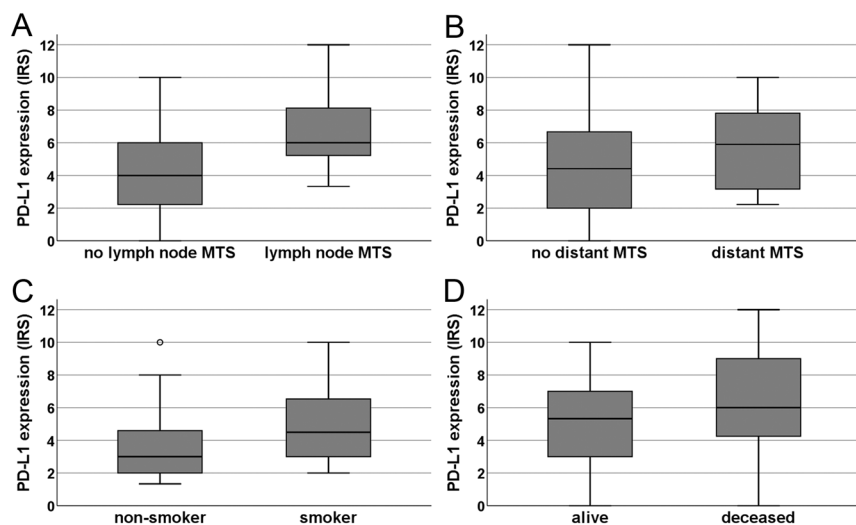 A
PD-L1 expression (IRS)
12
10
8
6
4
2
0
no lymph node MTS
lymph node MTS
B
PD-L1 expression (IRS)
12
10
8
6
4
2
0
no distant MTS
distant MTS
C
PD-L1 expression (IRS)
12
10
8
6
4
2
0
non-smoker
smoker
D
PD-L1 expression (IRS)
12
10
8
6
4
2
0
alive
deceased